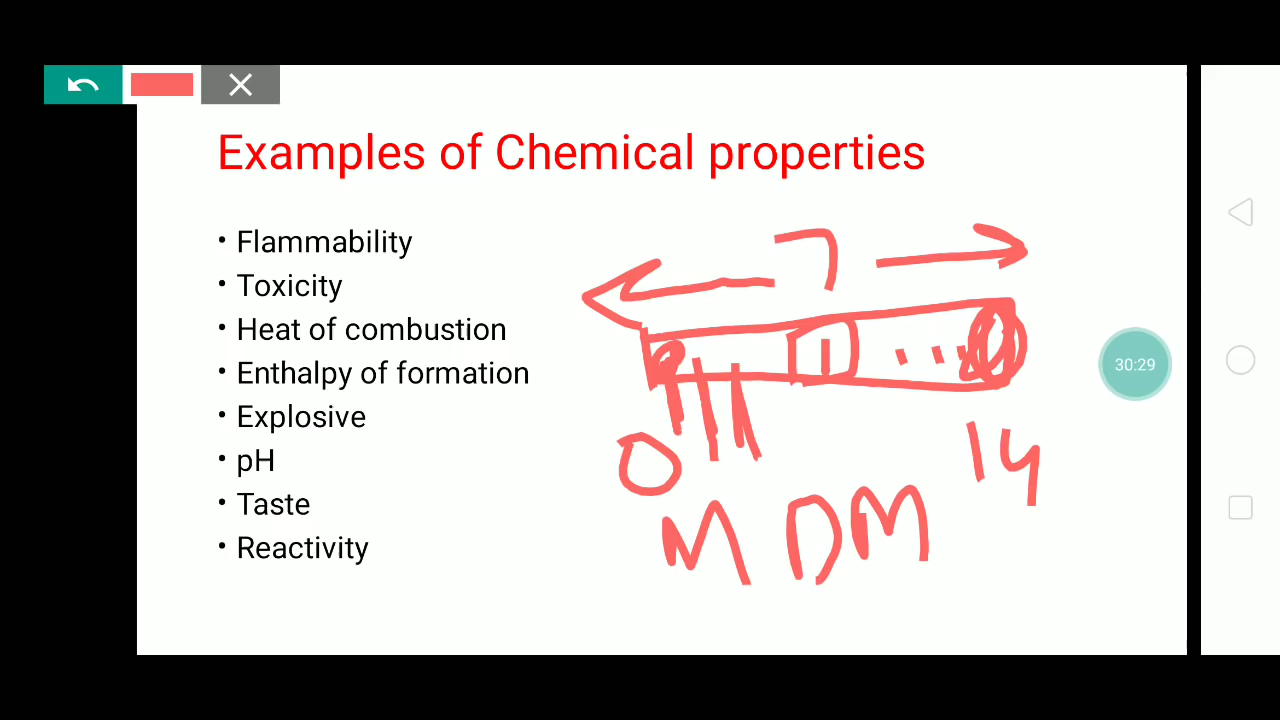 Examples of Chemical properties
• Flammability
• Toxicity
• Heat of combustion
• Enthalpy of formation
• Explosive
• pH
• Taste
• Reactivity
7
0
14
M DM
30:29